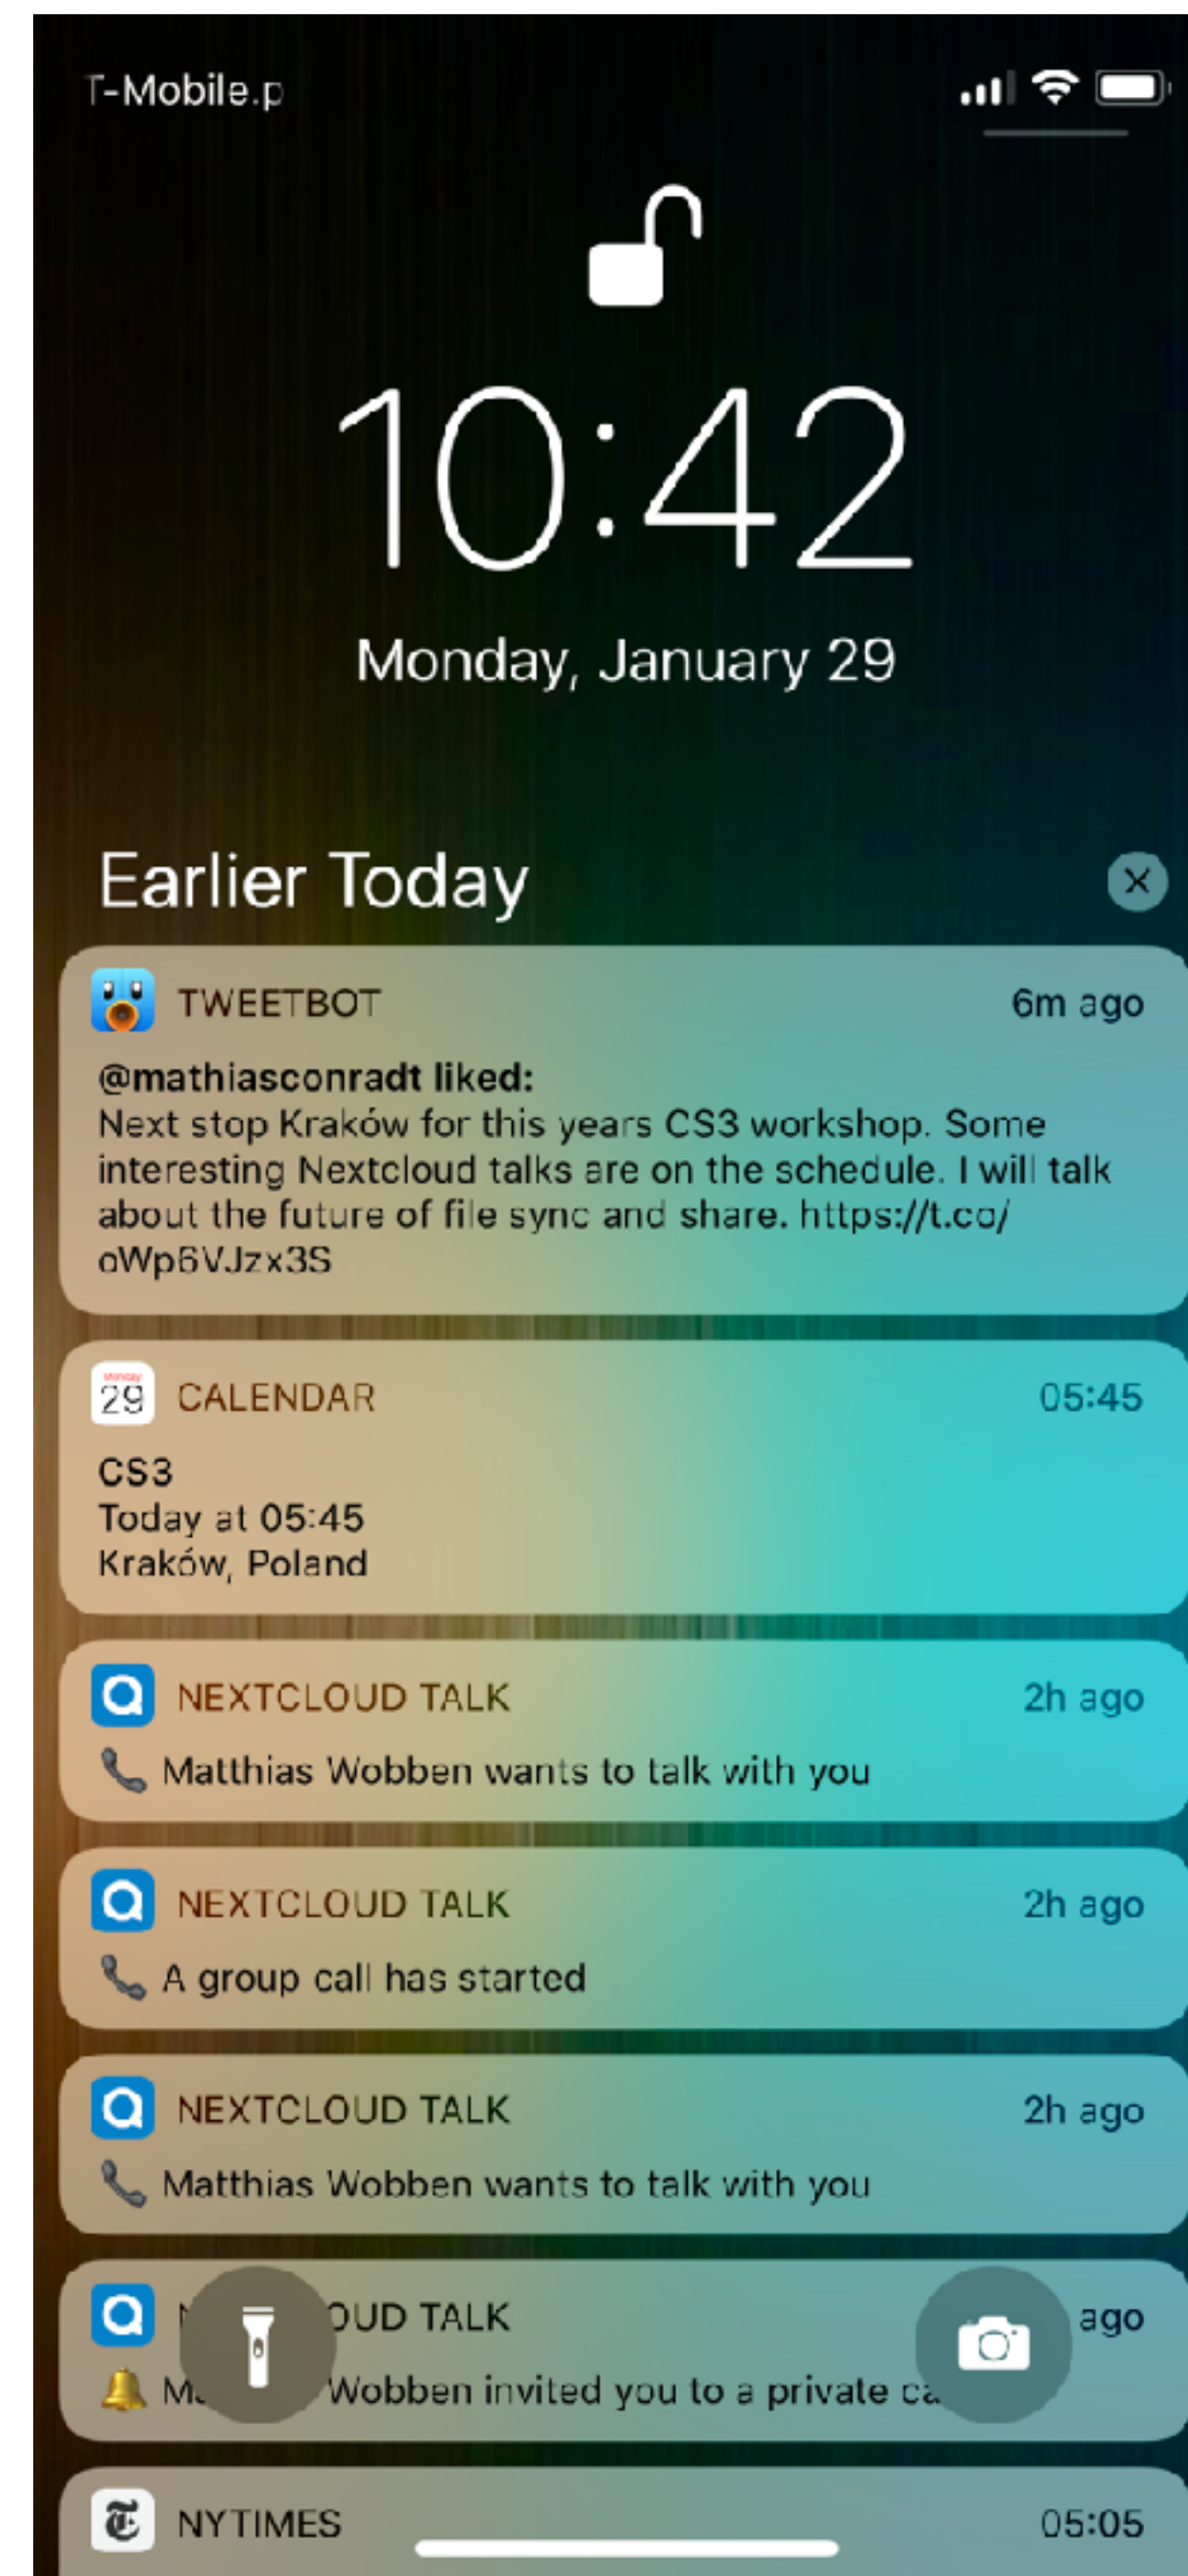 T-Mobile.p
10:42
Monday, January 29
Earlier Today
TWEETBOT 6m ago
@mathiasconradt liked:
Next stop Kraków for this years CS3 workshop. Some
interesting Nextcloud talks are on the schedule. I will talk
about the future of file sync and share. https://t.co/
oWp6VJzx3S
Monday
29
CALENDAR 05:45
CS3
Today at 05:45
Kraków, Poland
NEXTCLOUD TALK 2h ago
Matthias Wobben wants to talk with you
NEXTCLOUD TALK 2h ago
A group call has started
NEXTCLOUD TALK 2h ago
Matthias Wobben wants to talk with you
OUD TALK ago
Wobben invited you to a private
NYTIMES 05:05